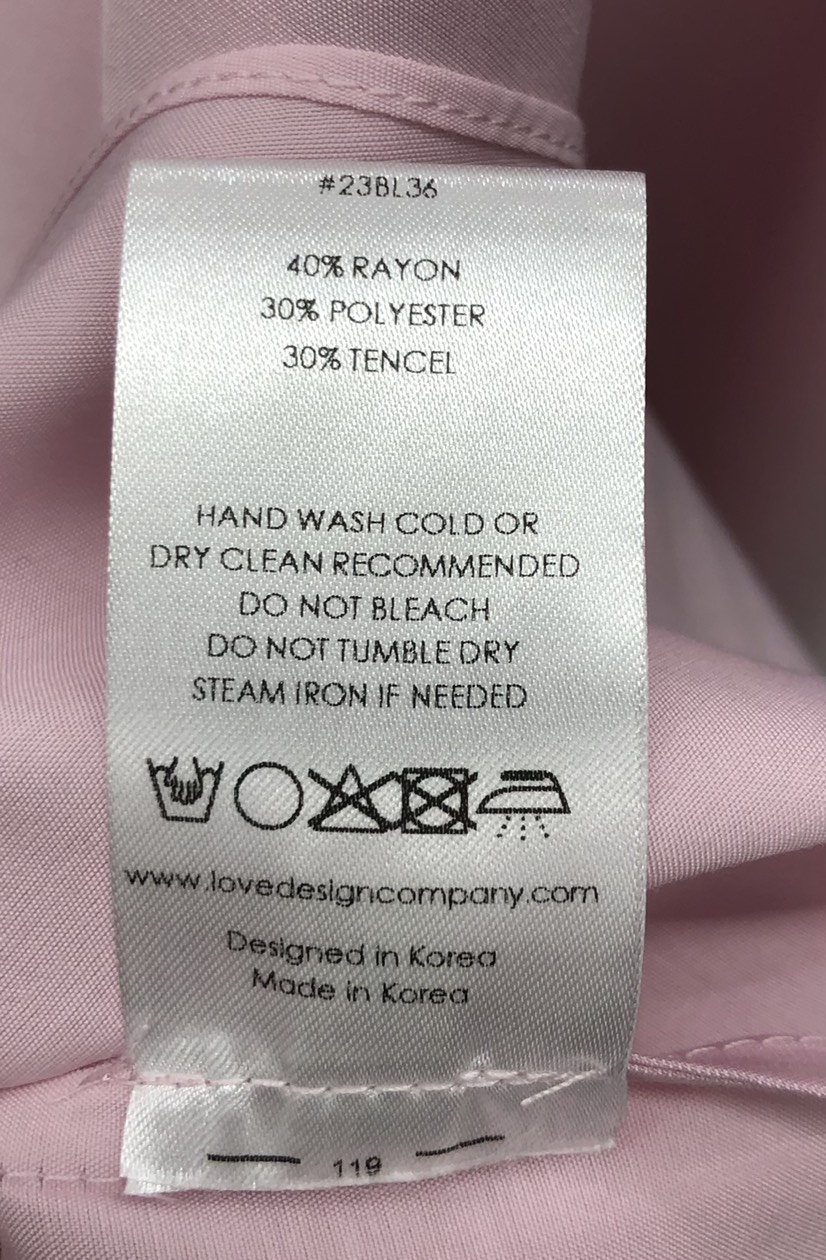 #23BL36
40% RAYON
30% POLYESTER
30% TENCEL
HAND WASH COLD OR
DRY CLEAN RECOMMENDED
DO NOT BLEACH
DO NOT TUMBLE DRY
STEAM IRON IF NEEDED
www.lovedesigncompany.com
Designed in Korea
Made in Korea
119